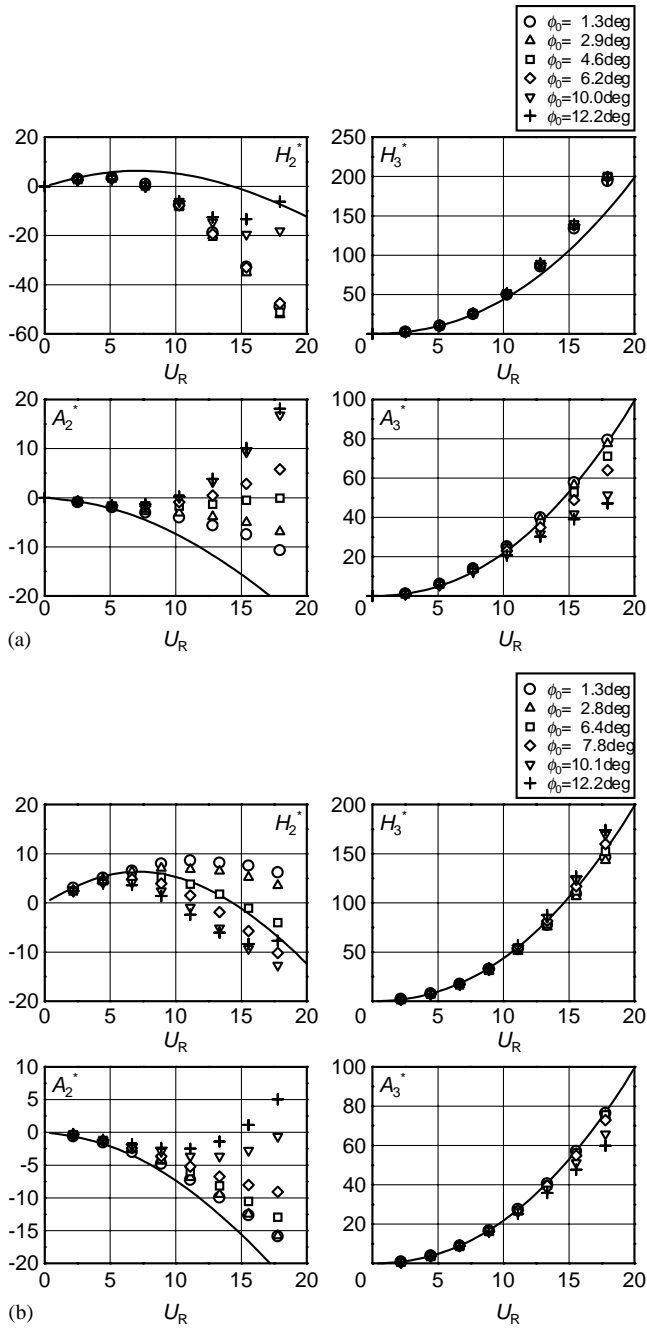 ϕ0= 1.3deg
ϕ0= 2.9deg
ϕ0= 4.6deg
ϕ0= 6.2deg
ϕ0=10.0deg
ϕ0=12.2deg
H2*
20
0
-20
-40
-60
0 5 10 15 20
UR
H3*
250
200
150
100
50
0 5 10 15 20
UR
A2*
20
10
0
-10
-20
0 5 10 15 20
UR
A3*
100
80
60
40
20
0 5 10 15 20
UR
(a)
ϕ0= 1.3deg
ϕ0= 2.8deg
ϕ0= 6.4deg
ϕ0= 7.8deg
ϕ0=10.1deg
ϕ0=12.2deg
H2*
20
10
0
-10
-20
0 5 10 15 20
UR
H3*
200
150
100
50
0 5 10 15 20
UR
A2*
10
5
0
-5
-10
-15
-20
0 5 10 15 20
UR
A3*
100
80
60
40
20
0 5 10 15 20
UR
(b)